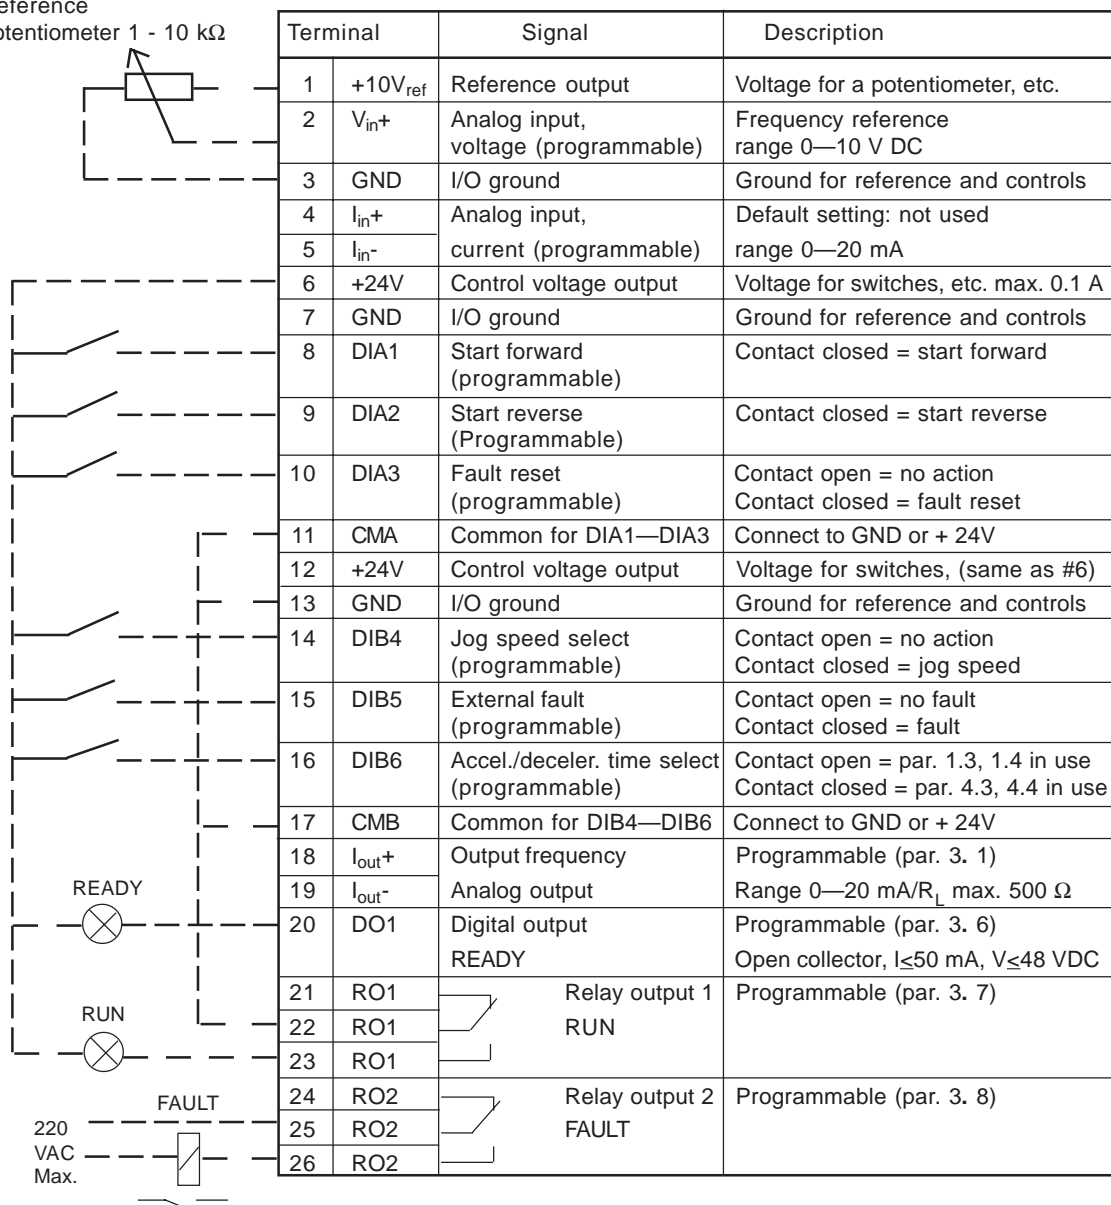 eference
otentiometer 1 - 10 kΩ
Terminal Signal Description
1 +10Vref Reference output Voltage for a potentiometer, etc.
2 Vin+ Analog input, Frequency reference
voltage (programmable) range 0—10 V DC
3 GND I/O ground Ground for reference and controls
4 Iin+ Analog input, Default setting: not used
5 Iin- current (programmable) range 0—20 mA
6 +24V Control voltage output Voltage for switches, etc. max. 0.1 A
7 GND I/O ground Ground for reference and controls
8 DIA1 Start forward Contact closed = start forward
(programmable)
9 DIA2 Start reverse Contact closed = start reverse
(Programmable)
10 DIA3 Fault reset Contact open = no action
(programmable) Contact closed = fault reset
11 CMA Common for DIA1—DIA3 Connect to GND or + 24V
12 +24V Control voltage output Voltage for switches, (same as #6)
13 GND I/O ground Ground for reference and controls
14 DIB4 Jog speed select Contact open = no action
(programmable) Contact closed = jog speed
15 DIB5 External fault Contact open = no fault
(programmable) Contact closed = fault
16 DIB6 Accel./deceler. time select Contact open = par. 1.3, 1.4 in use
(programmable) Contact closed = par. 4.3, 4.4 in use
17 CMB Common for DIB4—DIB6 Connect to GND or + 24V
18 Iout+ Output frequency Programmable (par. 3. 1)
READY 19 Iout- Analog output Range 0—20 mA/RL max. 500 Ω
20 DO1 Digital output Programmable (par. 3. 6)
READY Open collector, I≤50 mA, V≤48 VDC
21 RO1 Relay output 1 Programmable (par. 3. 7)
RUN 22 RO1 RUN
23 RO1
24 RO2 Relay output 2 Programmable (par. 3. 8)
FAULT
25 RO2 FAULT
220
VAC
26 RO2
Max.